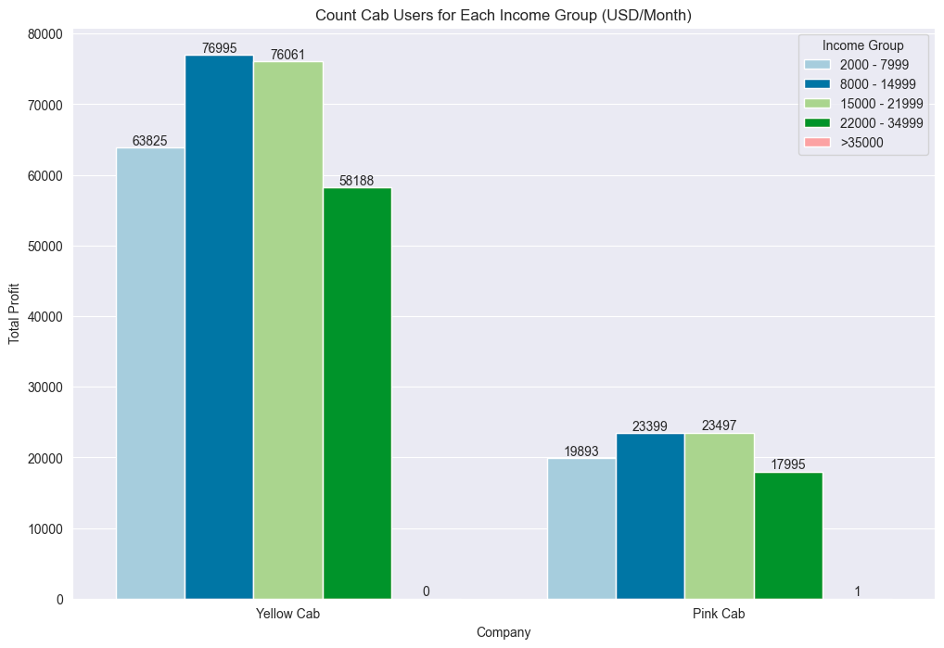 Count Cab Users for Each Income Group (USD/Month)
80000
70000
60000
50000
40000
30000
20000
10000
0
Total Profit
63825
76995
76061
58188
0
19893
23399
23497
17995
1
Income Group
2000 - 7999
8000 - 14999
15000 - 21999
22000 - 34999
>35000
Yellow Cab
Pink Cab
Company